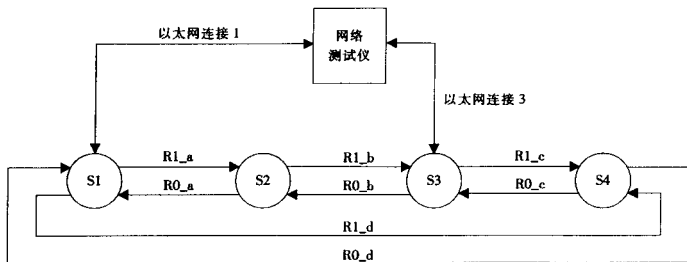 以太网连接 1
网络
测试仪
以太网连接 3
R1_a
R1_b
R1_c
S1
S2
S3
S4
R0_a
R0_b
R0_c
R1_d
R0_d